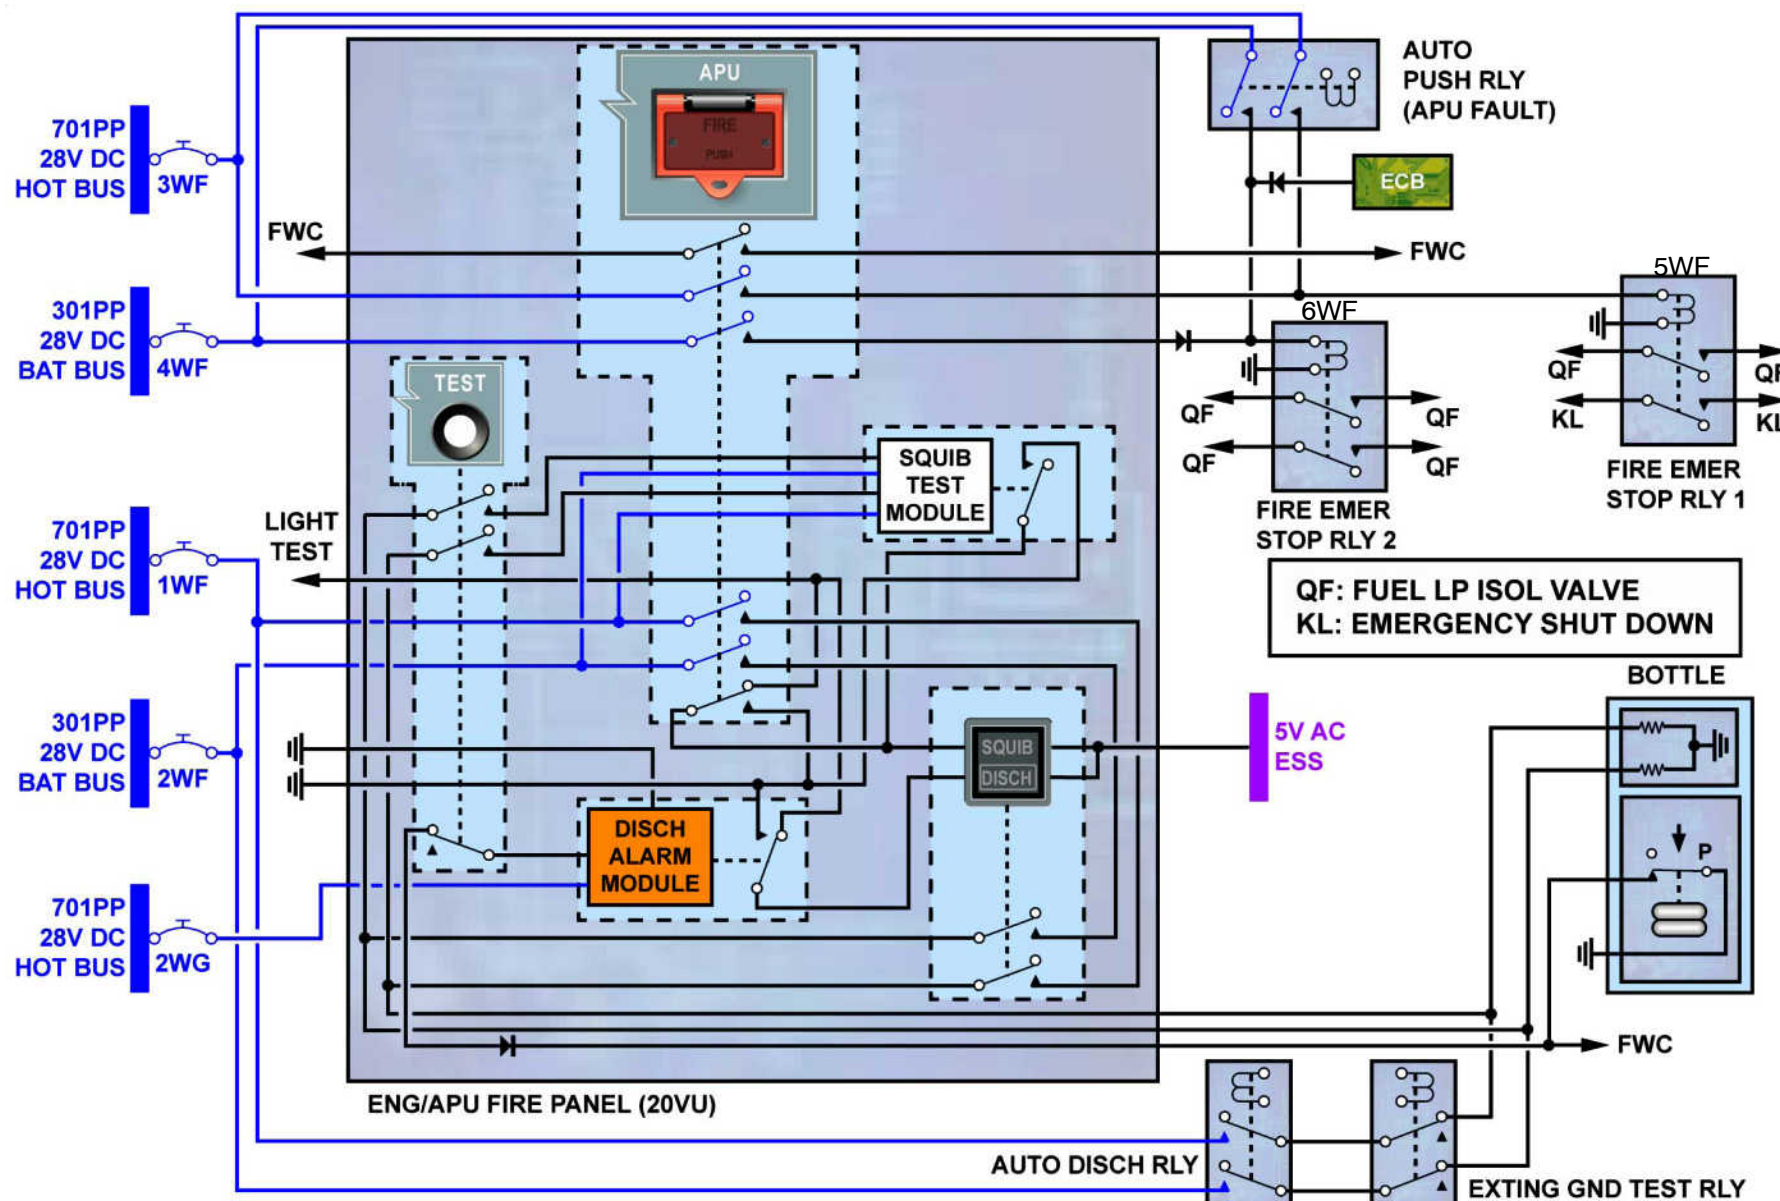 AUTO
PUSH RLY
(APU FAULT)
APU
FIRE
PUSH
701PP
28V DC
HOT BUS
3WF
ECB
FWC
FWC
5WF
301PP
28V DC
BAT BUS
4WF
6WF
QF
QF
KL
KL
QF
QF
QF
QF
FIRE EMER
STOP RLY 1
FIRE EMER
STOP RLY 2
TEST
SQUIB
TEST
MODULE
701PP
28V DC
HOT BUS
1WF
LIGHT
TEST
QF: FUEL LP ISOL VALVE
KL: EMERGENCY SHUT DOWN
BOTTLE
301PP
28V DC
BAT BUS
2WF
SQUIB
DISCH
5V AC
ESS
DISCH
ALARM
MODULE
P
701PP
28V DC
HOT BUS
2WG
FWC
ENG/APU FIRE PANEL (20VU)
AUTO DISCH RLY
EXTING GND TEST RLY